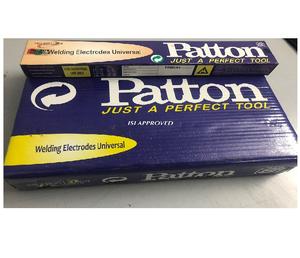 Welding Electrodes Universal
Patton
JUST A PERFECT TOOL
Patton
JUST A PERFECT TOOL
ISI APPROVED
Welding Electrodes Universal
Patton